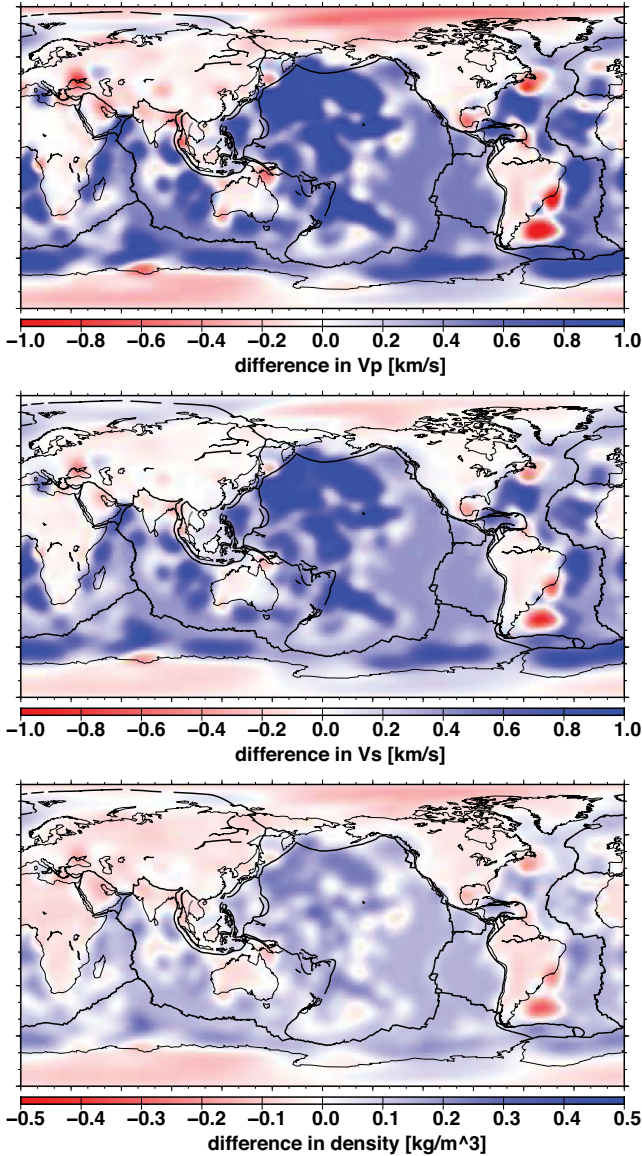 −1.0 −0.8 −0.6 −0.4 −0.2 0.0 0.2 0.4 0.6 0.8 1.0
difference in Vp [km/s]
−1.0 −0.8 −0.6 −0.4 −0.2 0.0 0.2 0.4 0.6 0.8 1.0
difference in Vs [km/s]
−0.5 −0.4 −0.3 −0.2 −0.1 0.0 0.1 0.2 0.3 0.4 0.5
difference in density [kg/m^3]